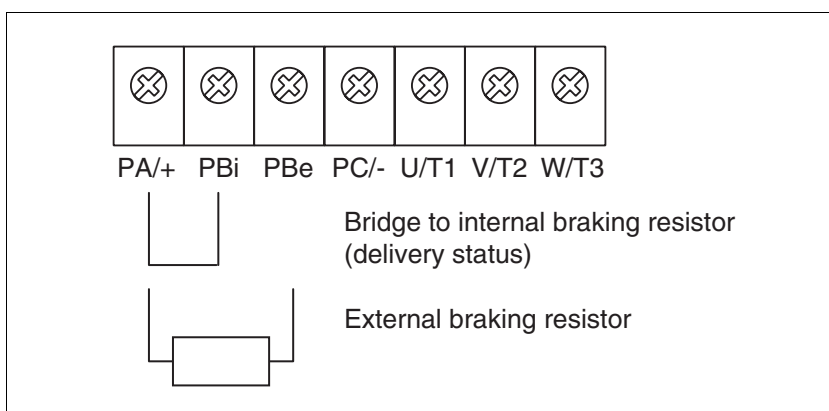 PA/+ PBi PBe PC/- U/T1 V/T2 W/T3
Bridge to internal braking resistor
(delivery status)
External braking resistor